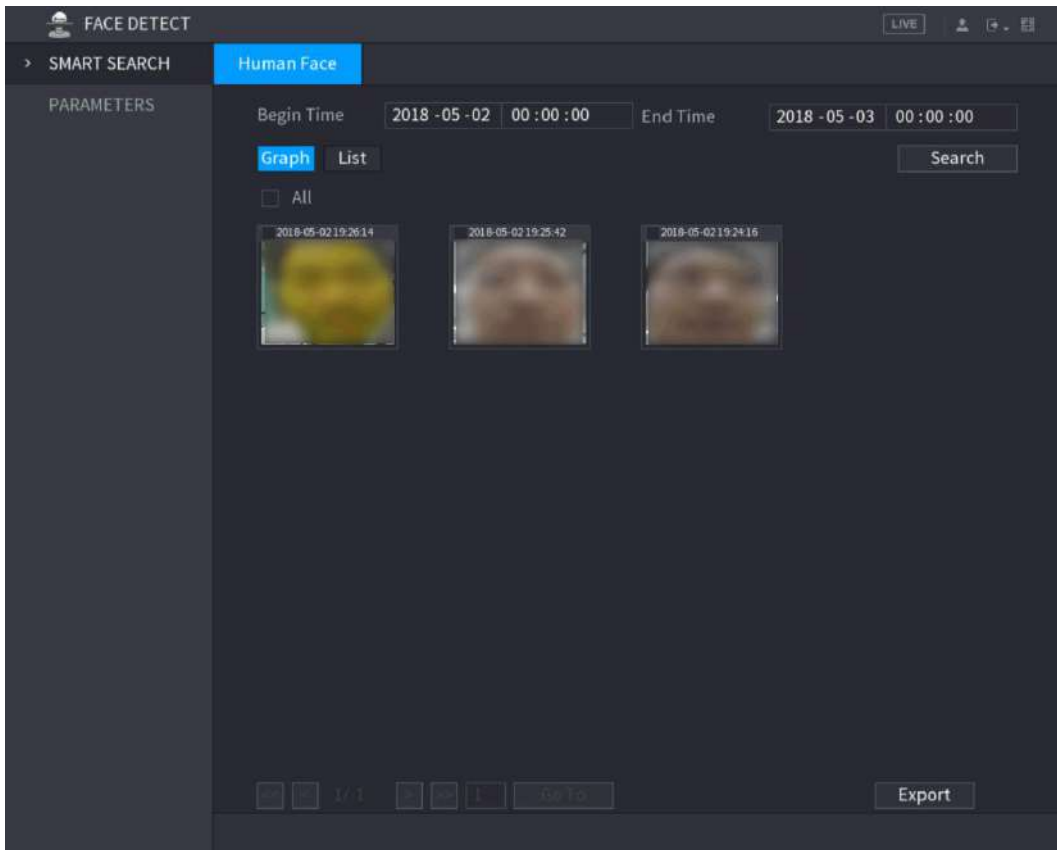 FACE DETECT LIVE
SMART SEARCH Human Face
PARAMETERS
Begin Time 2018 -05 -02 00 :00 :00 End Time 2018 -05 -03 00 :00 :00
Graph List Search
All
2018-05-02 19:26:14 2018-05-02 19:25:42 2018-05-02 19:24:16
<< < 1/ 1 > >> 1 Go To Export